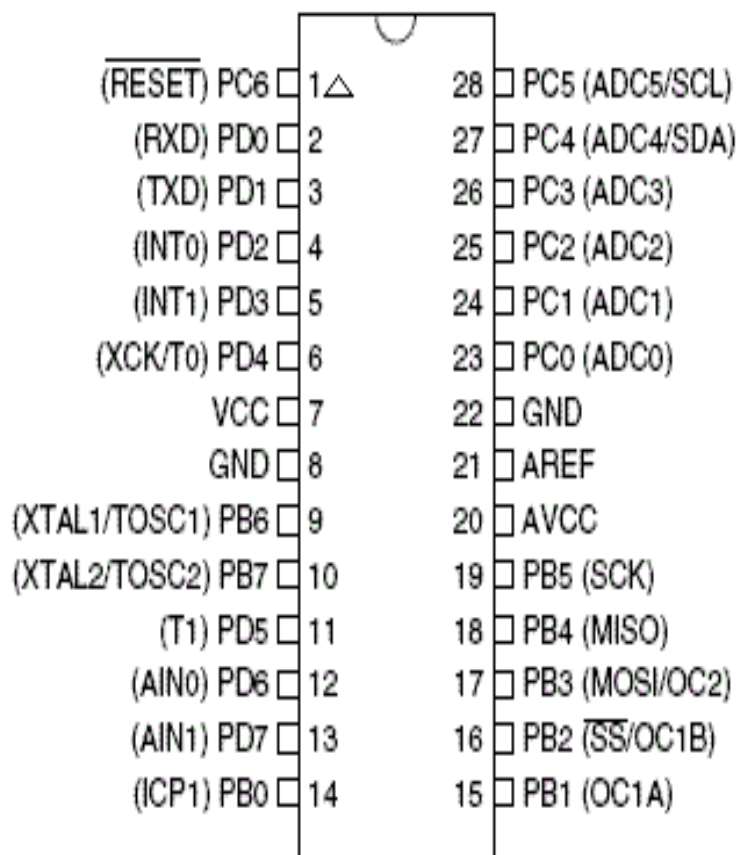 (RESET) PC6 1 28 PC5 (ADC5/SCL)
(RXD) PD0 2 27 PC4 (ADC4/SDA)
(TXD) PD1 3 26 PC3 (ADC3)
(INT0) PD2 4 25 PC2 (ADC2)
(INT1) PD3 5 24 PC1 (ADC1)
(XCK/T0) PD4 6 23 PC0 (ADC0)
VCC 7 22 GND
GND 8 21 AREF
(XTAL1/TOSC1) PB6 9 20 AVCC
(XTAL2/TOSC2) PB7 10 19 PB5 (SCK)
(T1) PD5 11 18 PB4 (MISO)
(AIN0) PD6 12 17 PB3 (MOSI/OC2)
(AIN1) PD7 13 16 PB2 (SS/OC1B)
(ICP1) PB0 14 15 PB1 (OC1A)